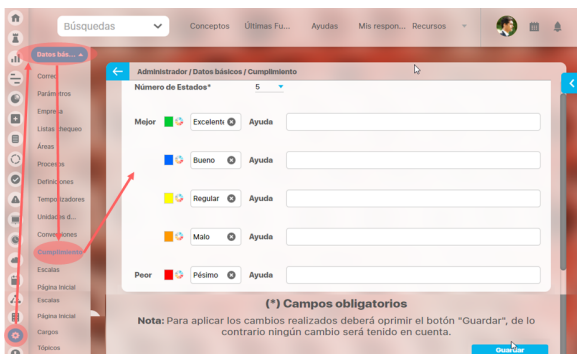 Búsquedas
Conceptos Últimas Fu... Ayudas Mis respon... Recursos
Datos bás...
Correo
Parámetros
Empresa
Listas chequeo
Áreas
Procesos
Definiciones
Temporizadores
Unidades d...
Conversiones
Cumplimiento
Escalas
Página Inicial
Escalas
Página Inicial
Cargos
Tópicos
Administrador / Datos básicos / Cumplimiento
Número de Estados* 5
Mejor Excelente Ayuda
Bueno Ayuda
Regular Ayuda
Malo Ayuda
Peor Pésimo Ayuda
(*) Campos obligatorios
Nota: Para aplicar los cambios realizados deberá oprimir el botón "Guardar", de lo
contrario ningún cambio será tenido en cuenta.
Guardar